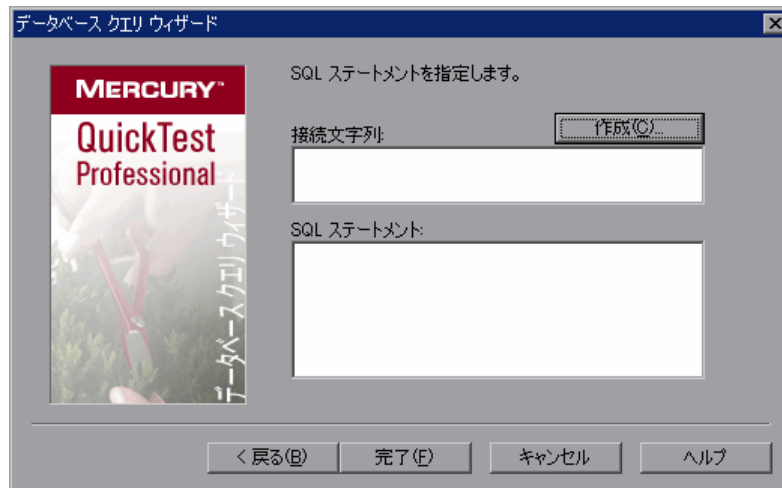 データベース クエリ ウィザード
MERCURY™
QuickTest
Professional
データベースクエリ ウィザード
SQL ステートメントを指定します。
接続文字列:
作成(C)...
SQL ステートメント:
< 戻る(B)
完了(F)
キャンセル
ヘルプ